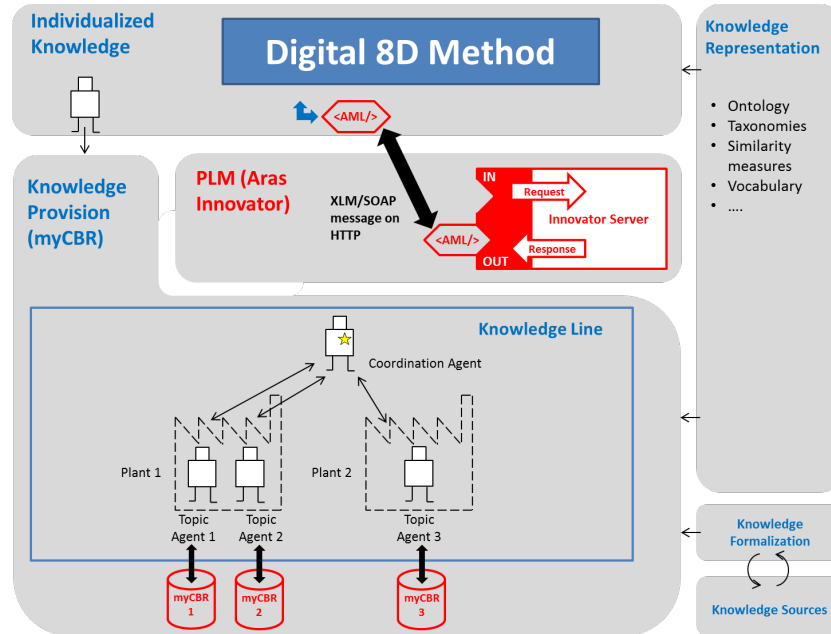 Individualized
Knowledge
Digital 8D Method
<AML/>
Knowledge
Representation
• Ontology
• Taxonomies
• Similarity
measures
• Vocabulary
• ....
Knowledge
Provision
(myCBR)
PLM (Aras
Innovator)
XLM/SOAP
message on
HTTP
<AML/>
IN
Request
Innovator Server
Response
OUT
Knowledge Line
Coordination Agent
Plant 1
Plant 2
Topic
Agent 1
Topic
Agent 2
Topic
Agent 3
myCBR
1
myCBR
2
myCBR
3
Knowledge
Formalization
Knowledge Sources